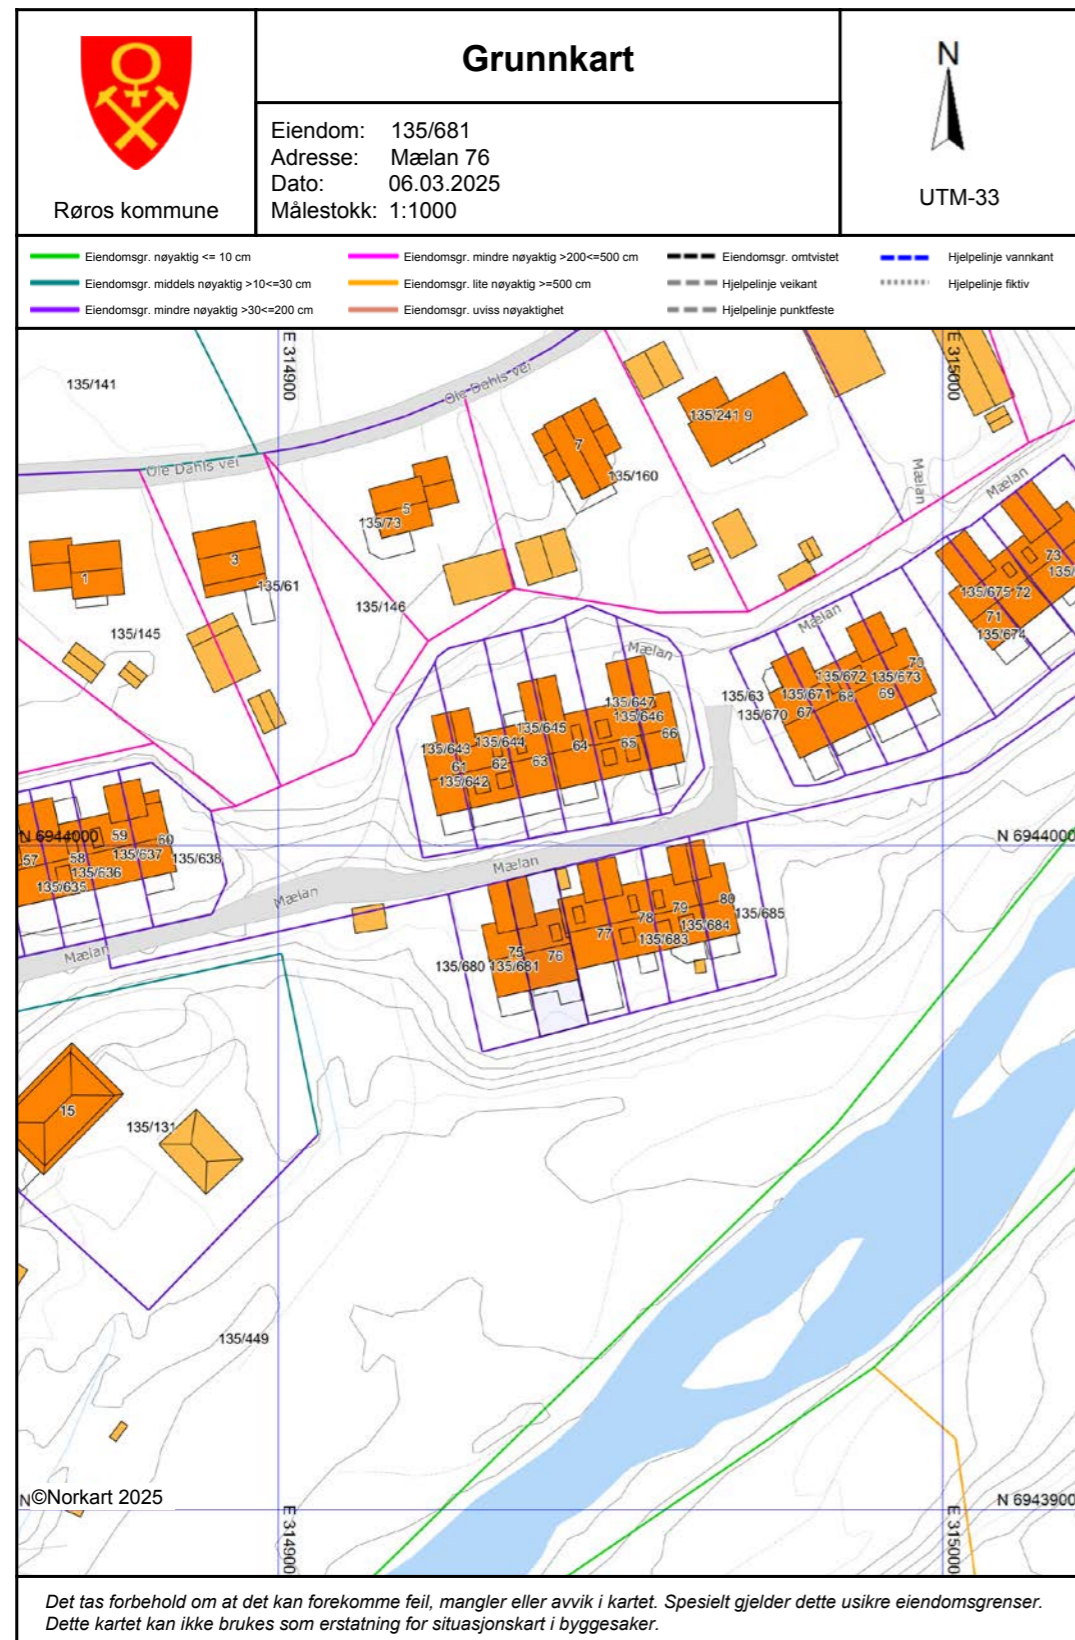 Grunnkart
Røros kommune
Eiendom: 135/681
Adresse: Mælan 76
Dato: 06.03.2025
Målestokk: 1:1000
N
UTM-33
Eiendomsgr. nøyaktig <= 10 cm
Eiendomsgr. middels nøyaktig >10<=30 cm
Eiendomsgr. mindre nøyaktig >30<=200 cm
Eiendomsgr. mindre nøyaktig >200<=500 cm
Eiendomsgr. lite nøyaktig >=500 cm
Eiendomsgr. uviss nøyaktighet
Eiendomsgr. omtvistet
Hjelpelinje veikant
Hjelpelinje punktfeste
Hjelpelinje vannkant
Hjelpelinje fiktiv
E 314900
E 315000
135/141
Ole Dahls vei
Ole Dahls vei
7
135/241 9
135/160
Mælan
Mælan
5
135/73
3
1
135/61
135/146
135/145
73
135/675 72
71
135/674
Mælan
Mælan
70
135/672
135/673
135/671
68
69
67
135/63
135/670
135/647
135/646
135/645
66
65
64
135/644
135/643
63
62
61
135/642
N 6944000
N 6944000
59
60
58
57
135/637
135/638
135/636
135/635
Mælan
Mælan
Mælan
80
79
78
77
135/685
135/684
135/683
75
76
135/680
135/681
15
135/131
135/449
N
©Norkart 2025
N 6943900
E 314900
E 315000
Det tas forbehold om at det kan forekomme feil, mangler eller avvik i kartet. Spesielt gjelder dette usikre eiendomsgrenser.
Dette kartet kan ikke brukes som erstatning for situasjonskart i byggesaker.